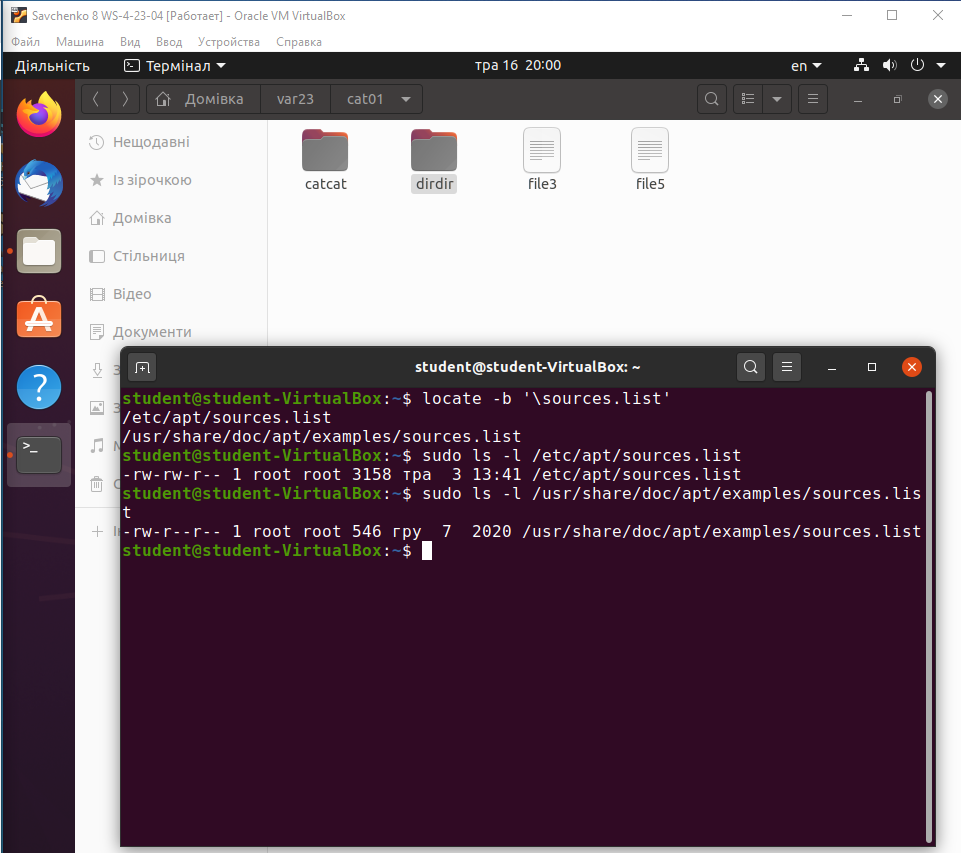 Savchenko 8 WS-4-23-04 [Работает] - Oracle VM VirtualBox
Файл Машина Вид Ввод Устройства Справка
Діяльність Термінал тра 16 20:00 en
Домівка var23 cat01
Нещодавні
Із зірочкою
Домівка
Стільниця
Відео
Документи
catcat dirdir file3 file5
student@student-VirtualBox: ~
student@student-VirtualBox:~$ locate -b '\sources.list'
/etc/apt/sources.list
/usr/share/doc/apt/examples/sources.list
student@student-VirtualBox:~$ sudo ls -l /etc/apt/sources.list
-rw-rw-r-- 1 root root 3158 тра  3 13:41 /etc/apt/sources.list
student@student-VirtualBox:~$ sudo ls -l /usr/share/doc/apt/examples/sources.lis
t
-rw-r--r-- 1 root root 546 гру  7  2020 /usr/share/doc/apt/examples/sources.list
student@student-VirtualBox:~$